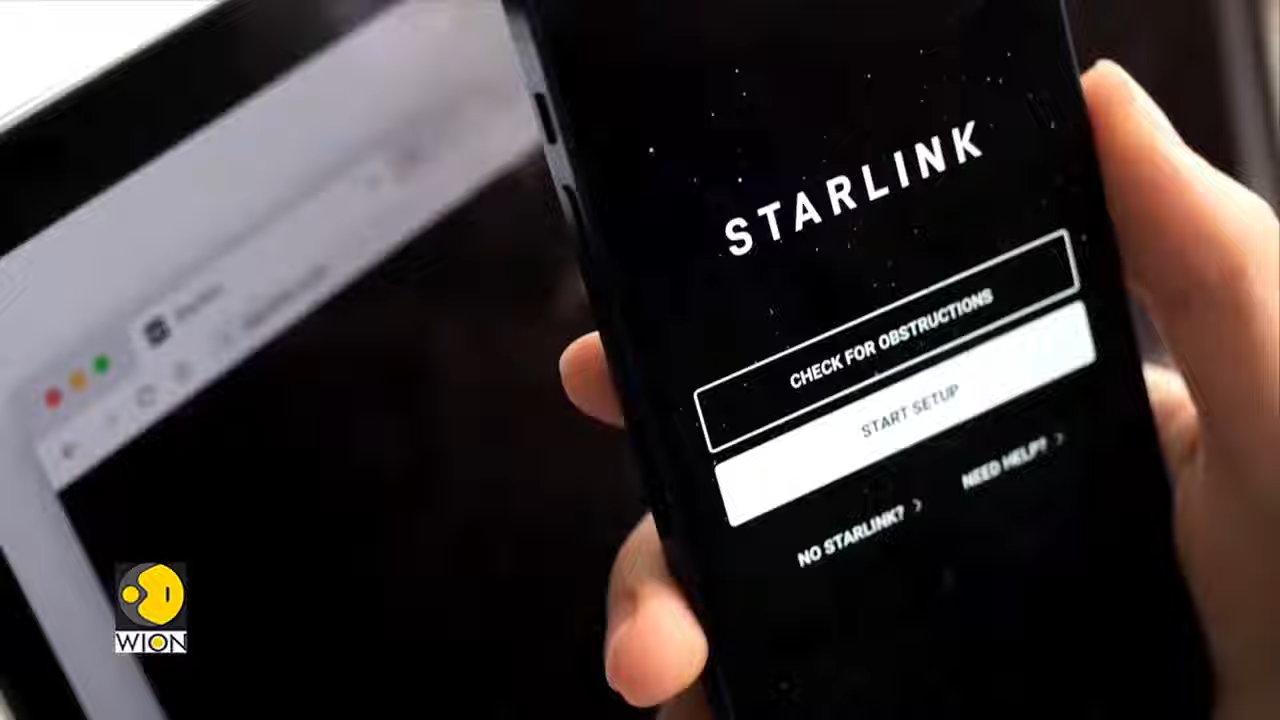 STARLINK
CHECK FOR OBSTRUCTIONS
START SETUP
NEED HELP? >
NO STARLINK? >
WION